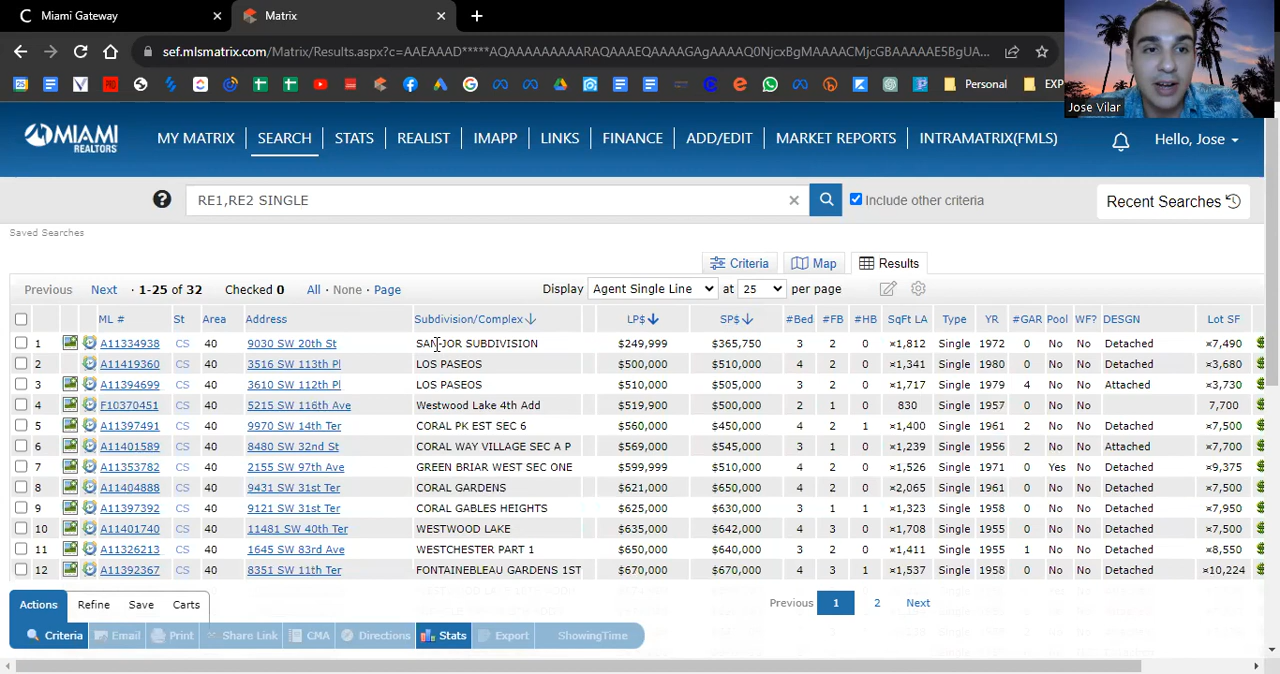 Miami Gateway
Matrix
sef.mlsmatrix.com/Matrix/Results.aspx?c=AAEAAAD*****AQAAAAAAAAARAQAAAEQAAAAGAgAAAAQ0NjcxBgMAAAACMjcGBAAAAAE5BgUA...
Personal
EXP
Jose Vilar
MIAMI REALTORS
MY MATRIX SEARCH STATS REALIST IMAPP LINKS FINANCE ADD/EDIT MARKET REPORTS INTRAMATRIX(FMLS) Hello, Jose
? RE1,RE2 SINGLE Include other criteria Recent Searches
Saved Searches
Criteria Map Results
Previous Next · 1-25 of 32 Checked 0 All · None · Page Display Agent Single Line at 25 per page
ML # St Area Address Subdivision/Complex LP$ SP$ #Bed #FB #HB SqFt LA Type YR #GAR Pool WF? DESGN Lot SF
1 A11334938 CS 40 9030 SW 20th St SAN-JOR SUBDIVISION $249,999 $365,750 3 2 0 ¤1,812 Single 1972 0 No No Detached ¤7,490
2 A11419360 CS 40 3516 SW 113th Pl LOS PASEOS $500,000 $510,000 4 2 0 ¤1,341 Single 1981 0 No No Detached ¤3,680
3 A11394699 CS 40 3610 SW 112th Pl LOS PASEOS $510,000 $505,000 3 2 0 ¤1,717 Single 1979 4 No No Attached ¤3,730
4 F10370451 CS 40 5215 SW 116th Ave Westwood Lake 4th Add $519,900 $500,000 2 1 0 830 Single 1957 0 No No 7,700
5 A11397491 CS 40 9970 SW 14th Ter CORAL PK EST SEC 6 $560,000 $450,000 4 2 1 ¤1,400 Single 1961 2 No No Detached ¤7,500
6 A11401589 CS 40 8480 SW 32nd St CORAL WAY VILLAGE SEC A P $569,000 $545,000 3 1 0 ¤1,239 Single 1956 2 No No Attached ¤7,700
7 A11353782 CS 40 2155 SW 97th Ave GREEN BRIAR WEST SEC ONE $599,999 $510,000 4 2 0 ¤1,526 Single 1971 0 Yes No Detached ¤9,375
8 A11404888 CS 40 9431 SW 31st Ter CORAL GARDENS $621,000 $650,000 4 2 0 ¤2,065 Single 1961 0 No No Detached ¤7,500
9 A11397392 CS 40 9121 SW 31st Ter CORAL GABLES HEIGHTS $625,000 $630,000 3 1 1 ¤1,323 Single 1958 0 No No Detached ¤7,950
10 A11401740 CS 40 11481 SW 40th Ter WESTWOOD LAKE $635,000 $642,000 4 3 0 ¤1,708 Single 1955 0 No No Detached ¤7,500
11 A11326213 CS 40 1645 SW 83rd Ave WESTCHESTER PART 1 $650,000 $640,000 3 2 0 ¤1,411 Single 1955 1 No No Detached ¤8,550
12 A11392367 CS 40 8351 SW 11th Ter FONTAINEBLEAU GARDENS 1ST $670,000 $670,000 4 3 1 ¤1,537 Single 1958 0 No No Detached ¤10,224
Actions Refine Save Carts Previous 1 2 Next
Criteria Email Print Share Link CMA Directions Stats Export ShowingTime